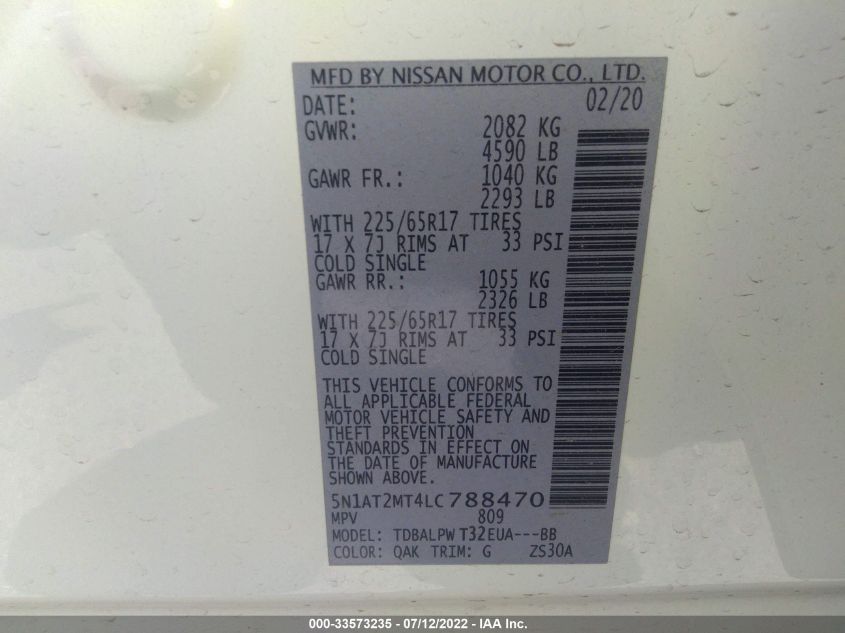 MFD BY NISSAN MOTOR CO., LTD.
DATE: 02/20
GVWR: 2082 KG
4590 LB
GAWR FR.: 1040 KG
2293 LB
WITH 225/65R17 TIRES
17 X 7J RIMS AT 33 PSI
COLD SINGLE
GAWR RR.: 1055 KG
2326 LB
WITH 225/65R17 TIRES
17 X 7J RIMS AT 33 PSI
COLD SINGLE
THIS VEHICLE CONFORMS TO
ALL APPLICABLE FEDERAL
MOTOR VEHICLE SAFETY AND
THEFT PREVENTION
STANDARDS IN EFFECT ON
THE DATE OF MANUFACTURE
SHOWN ABOVE.
5N1AT2MT4LC788470
MPV 809
MODEL: TDBALPW T32EUA---BB
COLOR: QAK TRIM: G ZS30A
000-33573235 - 07/12/2022 - IAA Inc.